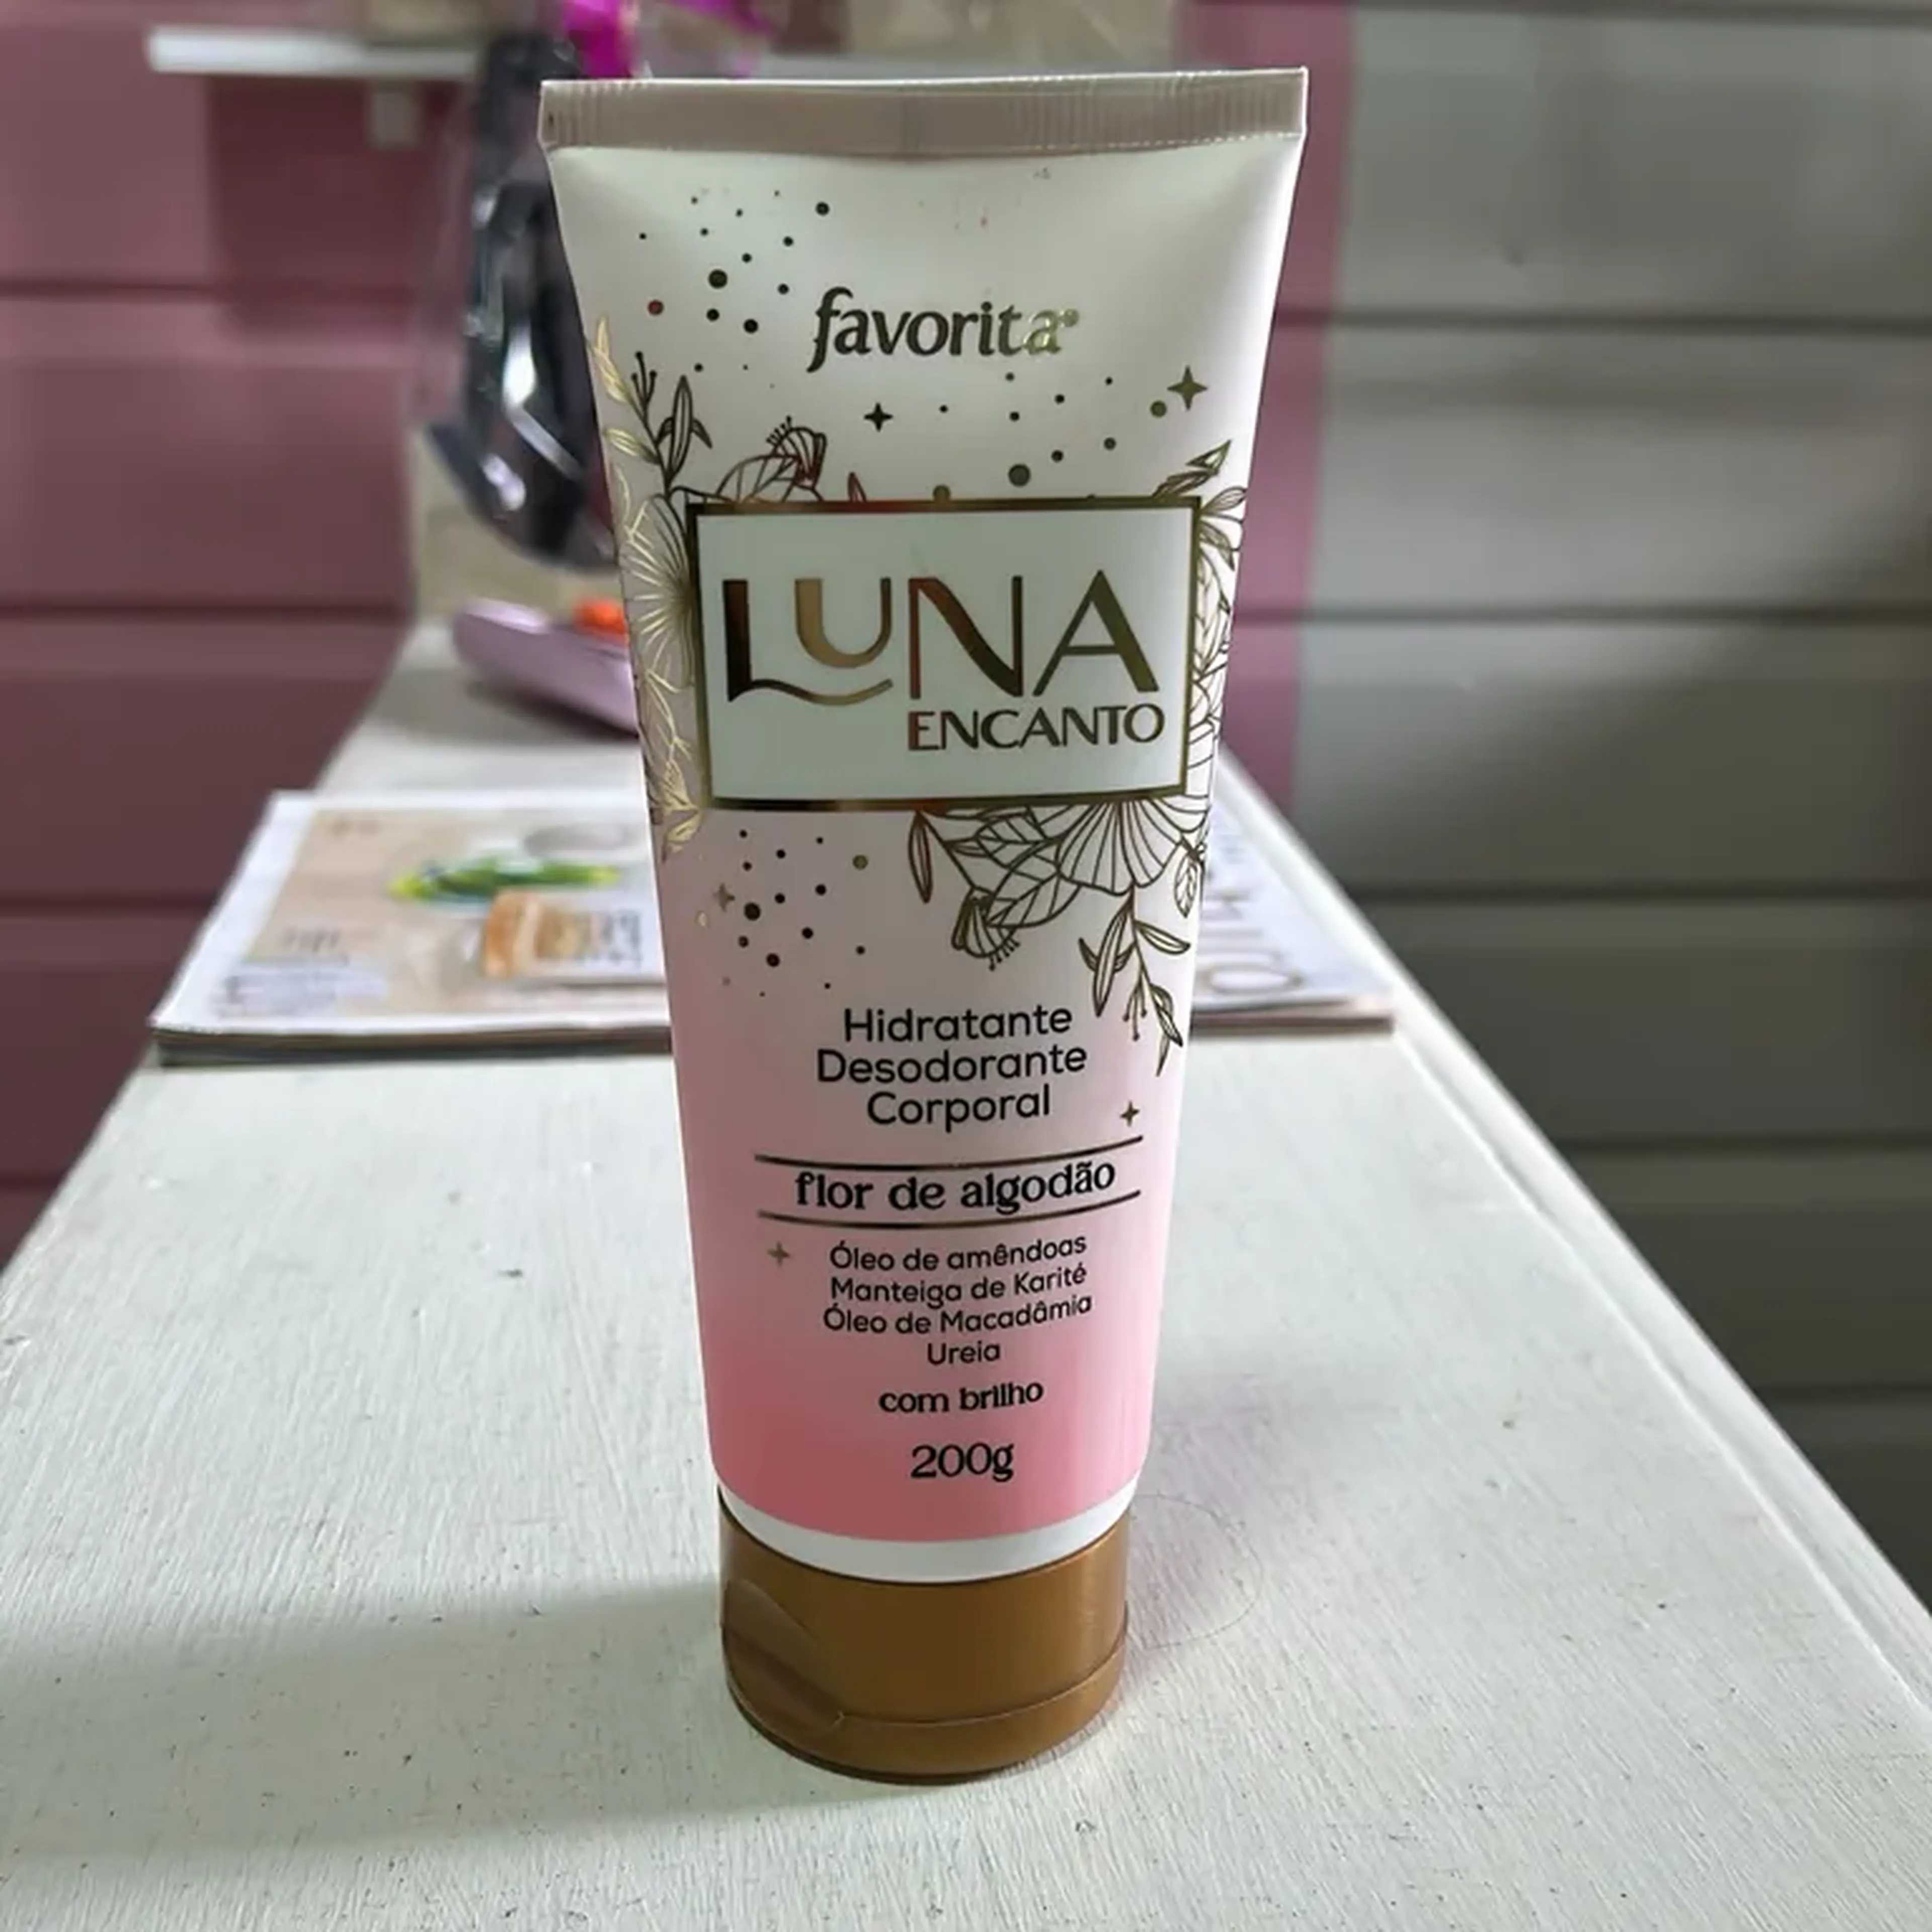 favorita®
LUNA
ENCANTO
Hidratante
Desodorante
Corporal
flor de algodão
Óleo de amêndoas
Manteiga de Karité
Óleo de Macadâmia
Ureia
com brilho
200g